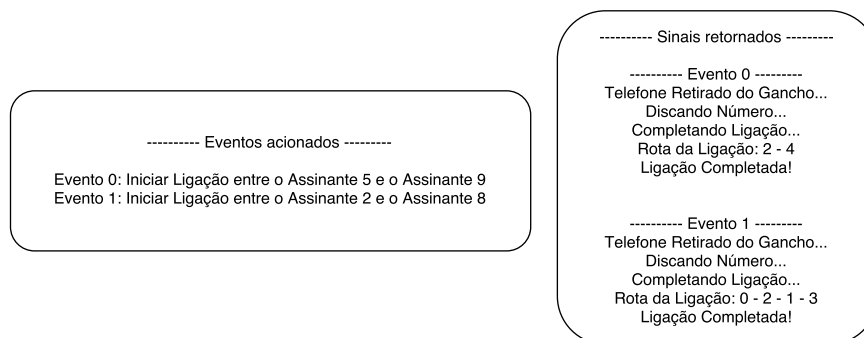 ---------- Eventos acionados ---------
Evento 0: Iniciar Ligação entre o Assinante 5 e o Assinante 9
Evento 1: Iniciar Ligação entre o Assinante 2 e o Assinante 8
---------- Sinais retornados ---------
---------- Evento 0 ---------
Telefone Retirado do Gancho...
Discando Número...
Completando Ligação...
Rota da Ligação: 2 - 4
Ligação Completada!
---------- Evento 1 ---------
Telefone Retirado do Gancho...
Discando Número...
Completando Ligação...
Rota da Ligação: 0 - 2 - 1 - 3
Ligação Completada!